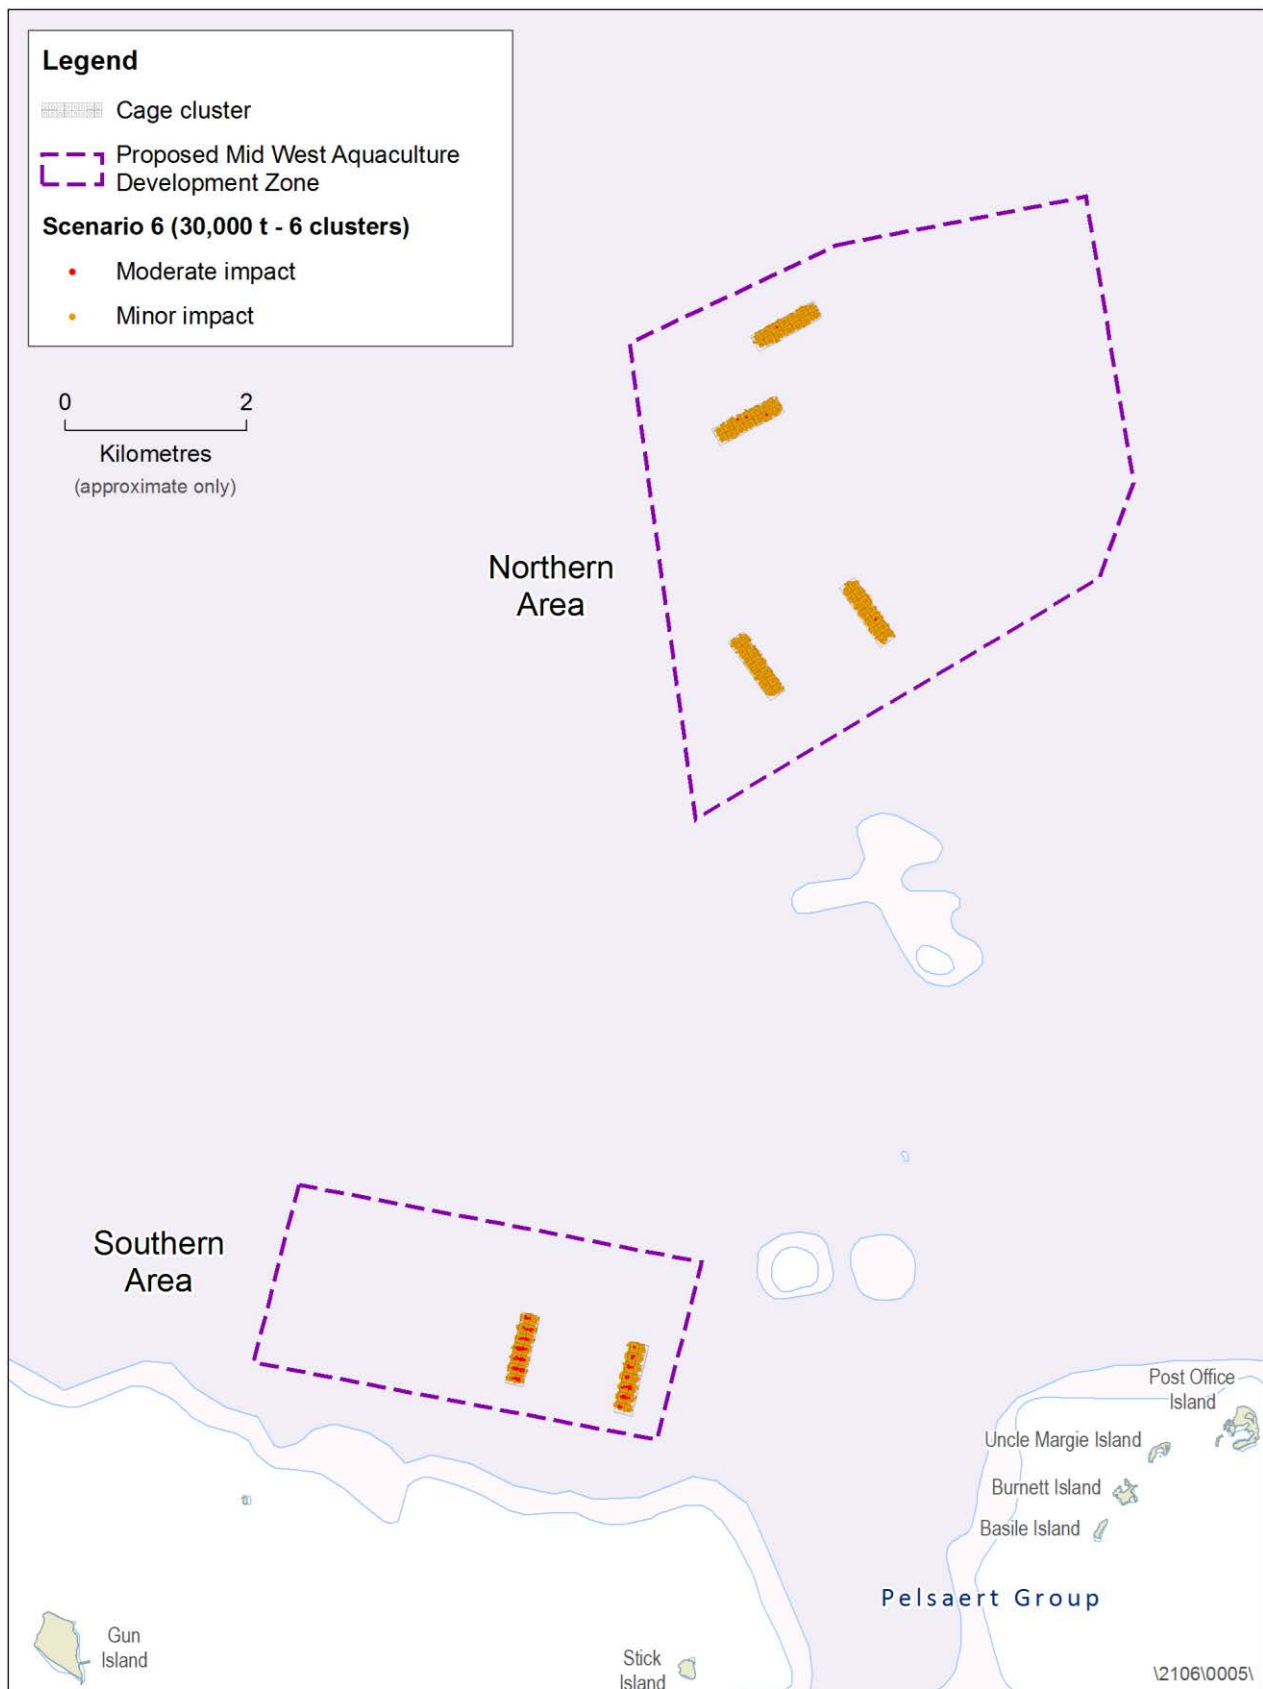 Legend
Cage cluster
Proposed Mid West Aquaculture
Development Zone
Scenario 6 (30,000 t - 6 clusters)
Moderate impact
Minor impact
0 2
Kilometres
(approximate only)
Northern
Area
Southern
Area
Post Office
Island
Uncle Margie Island
Burnett Island
Basile Island
Pelsaert Group
Gun
Island
Stick
Island
\2106\0005\